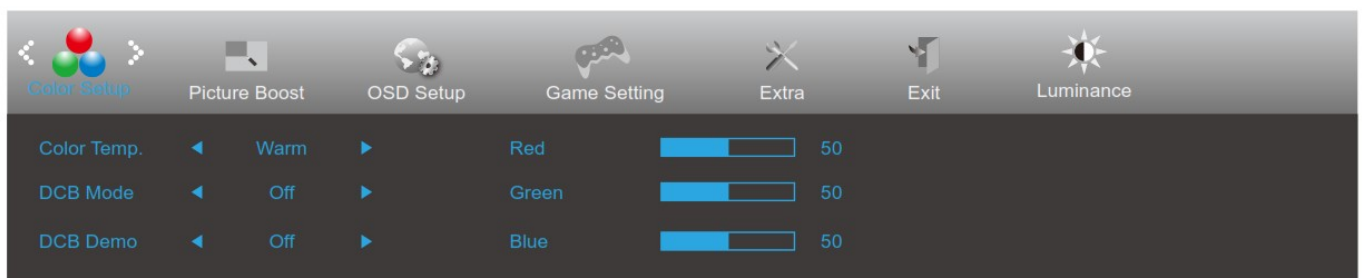 Color Setup Picture Boost OSD Setup Game Setting Extra Exit Luminance
Color Temp. Warm Red 50
DCB Mode Off Green 50
DCB Demo Off Blue 50